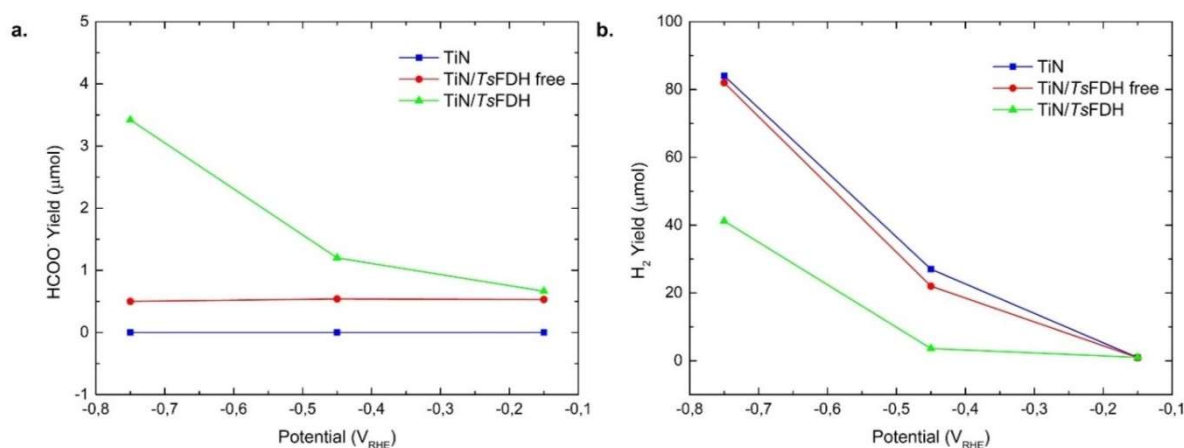 a.
5
4
3
2
1
0
-1
HCOO⁻ Yield (μmol)
TiN
TiN/TsFDH free
TiN/TsFDH
-0,8 -0,7 -0,6 -0,5 -0,4 -0,3 -0,2 -0,1
Potential (V_RHE)
b.
100
80
60
40
20
0
H₂ Yield (μmol)
TiN
TiN/TsFDH free
TiN/TsFDH
-0,8 -0,7 -0,6 -0,5 -0,4 -0,3 -0,2 -0,1
Potential (V_RHE)